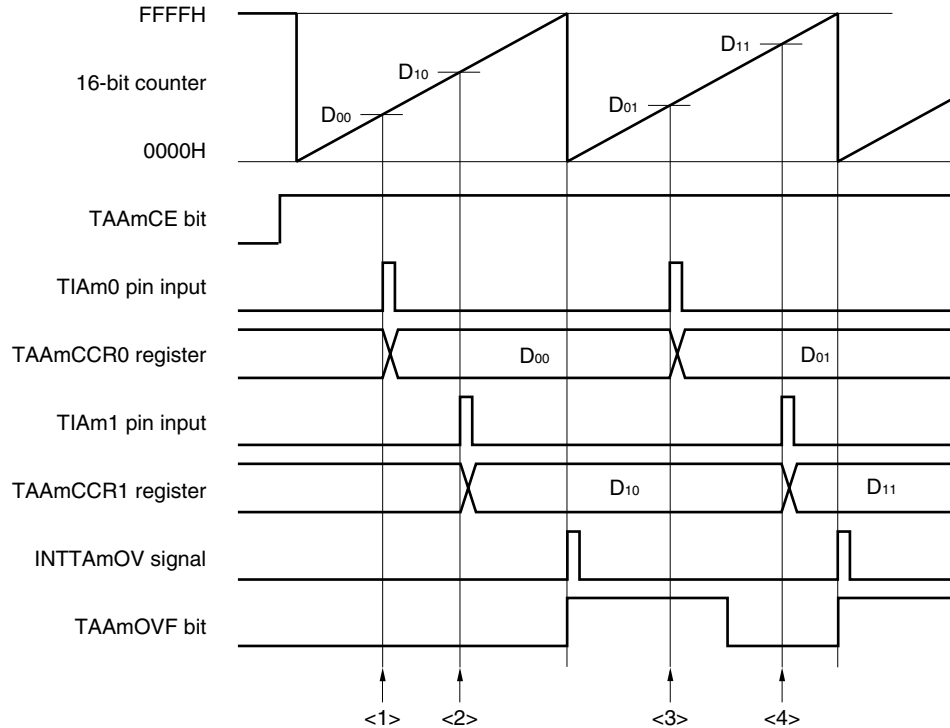 FFFFH
16-bit counter
0000H
D00
D10
D01
D11
TAAmCE bit
TIAm0 pin input
TAAmCCR0 register
D00
D01
TIAm1 pin input
TAAmCCR1 register
D10
D11
INTTAmOV signal
TAAmOVF bit
<1> <2> <3> <4>